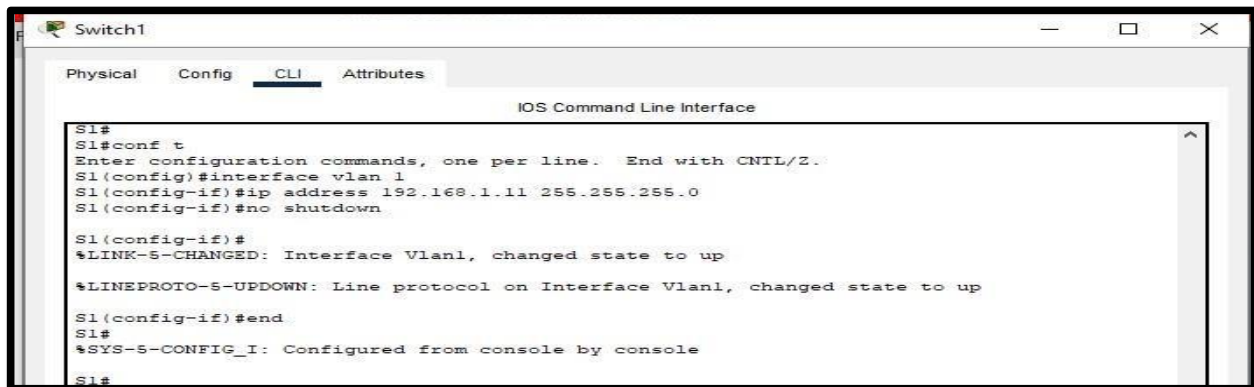 Switch1
Physical Config CLI Attributes
IOS Command Line Interface
S1#
S1#conf t
Enter configuration commands, one per line. End with CNTL/Z.
S1(config)#interface vlan 1
S1(config-if)#ip address 192.168.1.11 255.255.255.0
S1(config-if)#no shutdown
S1(config-if)#
%LINK-5-CHANGED: Interface Vlan1, changed state to up
%LINEPROTO-5-UPDOWN: Line protocol on Interface Vlan1, changed state to up
S1(config-if)#end
S1#
%SYS-5-CONFIG_I: Configured from console by console
S1#